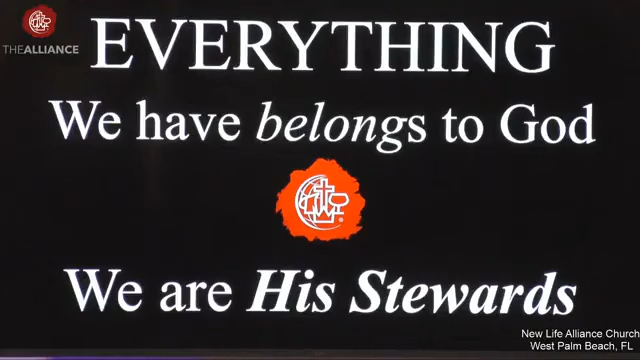 THEALLIANCE
EVERYTHING
We have belongs to God
We are His Stewards
New Life Alliance Church
West Palm Beach, FL